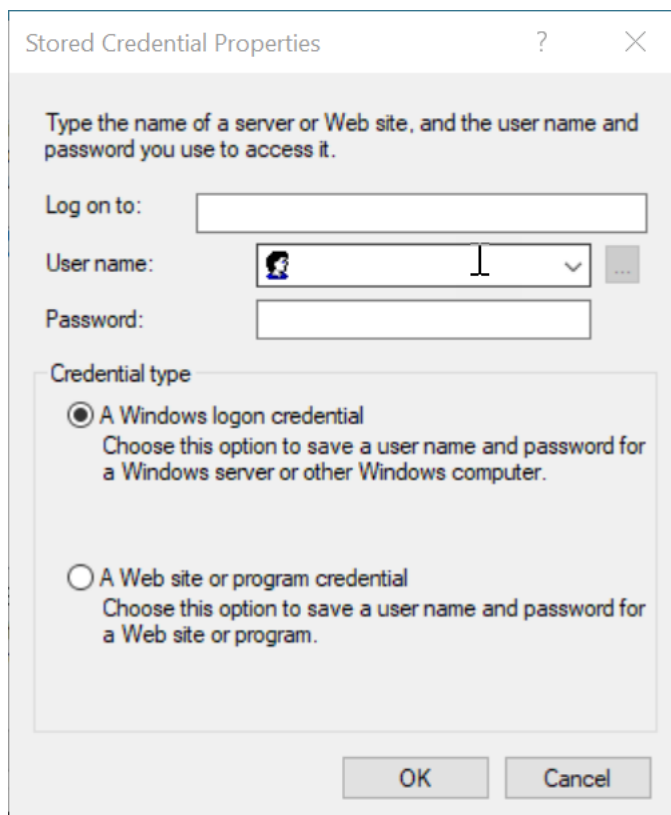 Stored Credential Properties
Type the name of a server or Web site, and the user name and
password you use to access it.
Log on to:
User name:
...
Password:
Credential type
A Windows logon credential
Choose this option to save a user name and password for
a Windows server or other Windows computer.
A Web site or program credential
Choose this option to save a user name and password for
a Web site or program.
OK
Cancel